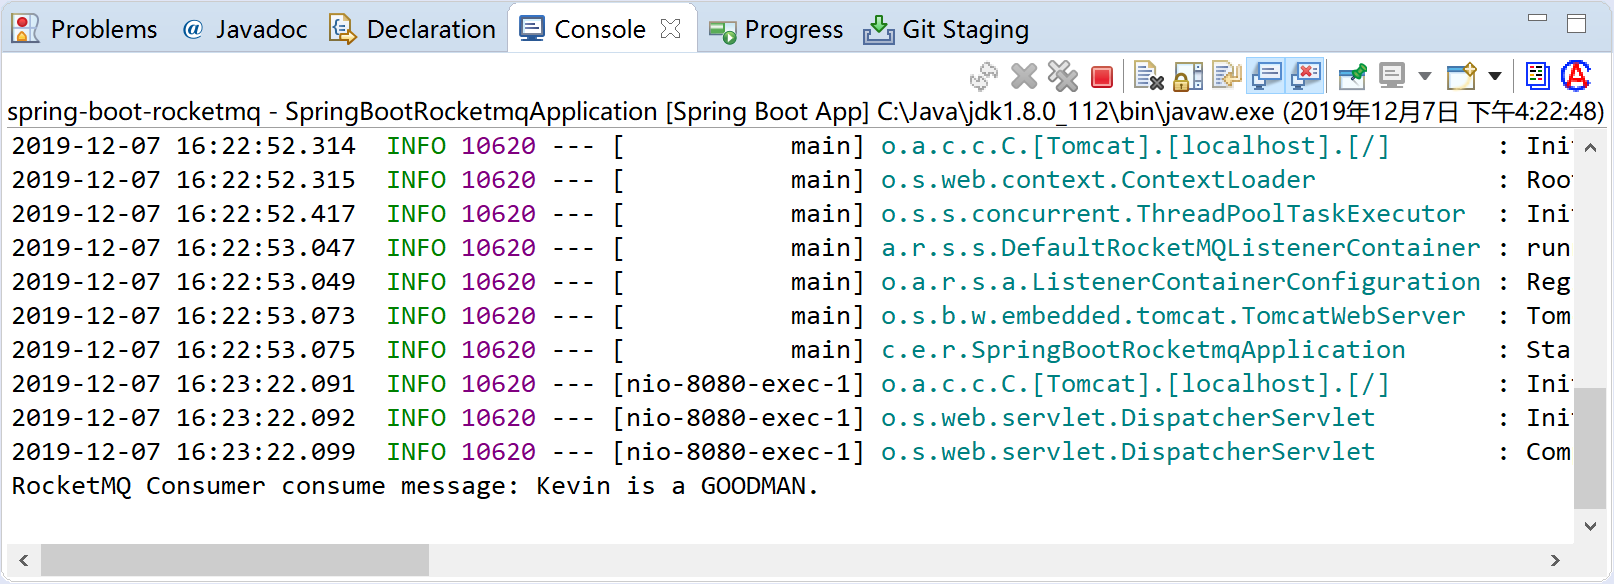 Problems @ Javadoc Declaration Console Progress Git Staging
spring-boot-rocketmq - SpringBootRocketmqApplication [Spring Boot App] C:\Java\jdk1.8.0_112\bin\javaw.exe (2019年12月7日 下午4:22:48)
2019-12-07 16:22:52.314  INFO 10620 --- [           main] o.a.c.c.C.[Tomcat].[localhost].[/]       : Ini
2019-12-07 16:22:52.315  INFO 10620 --- [           main] o.s.web.context.ContextLoader            : Roo
2019-12-07 16:22:52.417  INFO 10620 --- [           main] o.s.s.concurrent.ThreadPoolTaskExecutor  : Ini
2019-12-07 16:22:53.047  INFO 10620 --- [           main] a.r.s.s.DefaultRocketMQListenerContainer : run
2019-12-07 16:22:53.049  INFO 10620 --- [           main] o.a.r.s.a.ListenerContainerConfiguration : Reg
2019-12-07 16:22:53.073  INFO 10620 --- [           main] o.s.b.w.embedded.tomcat.TomcatWebServer  : Tom
2019-12-07 16:22:53.075  INFO 10620 --- [           main] c.e.r.SpringBootRocketmqApplication      : Sta
2019-12-07 16:23:22.091  INFO 10620 --- [nio-8080-exec-1] o.a.c.c.C.[Tomcat].[localhost].[/]       : Ini
2019-12-07 16:23:22.092  INFO 10620 --- [nio-8080-exec-1] o.s.web.servlet.DispatcherServlet        : Ini
2019-12-07 16:23:22.099  INFO 10620 --- [nio-8080-exec-1] o.s.web.servlet.DispatcherServlet        : Com
RocketMQ Consumer consume message: Kevin is a GOODMAN.